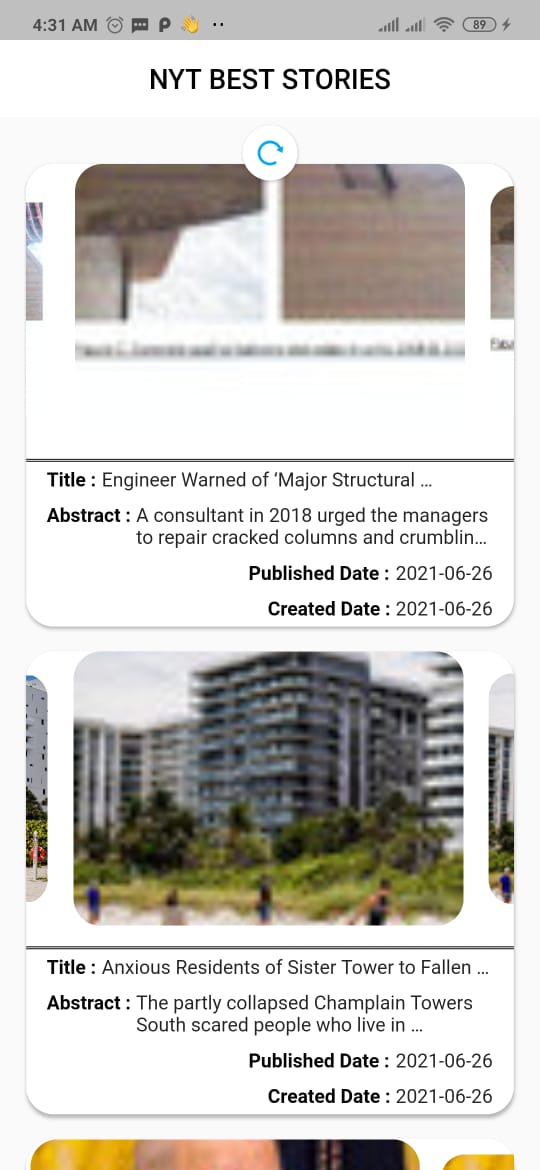 4:31 AM
89
NYT BEST STORIES
Title : Engineer Warned of ‘Major Structural ...
Abstract : A consultant in 2018 urged the managers
to repair cracked columns and crumblin...
Published Date : 2021-06-26
Created Date : 2021-06-26
Title : Anxious Residents of Sister Tower to Fallen ...
Abstract : The partly collapsed Champlain Towers
South scared people who live in ...
Published Date : 2021-06-26
Created Date : 2021-06-26